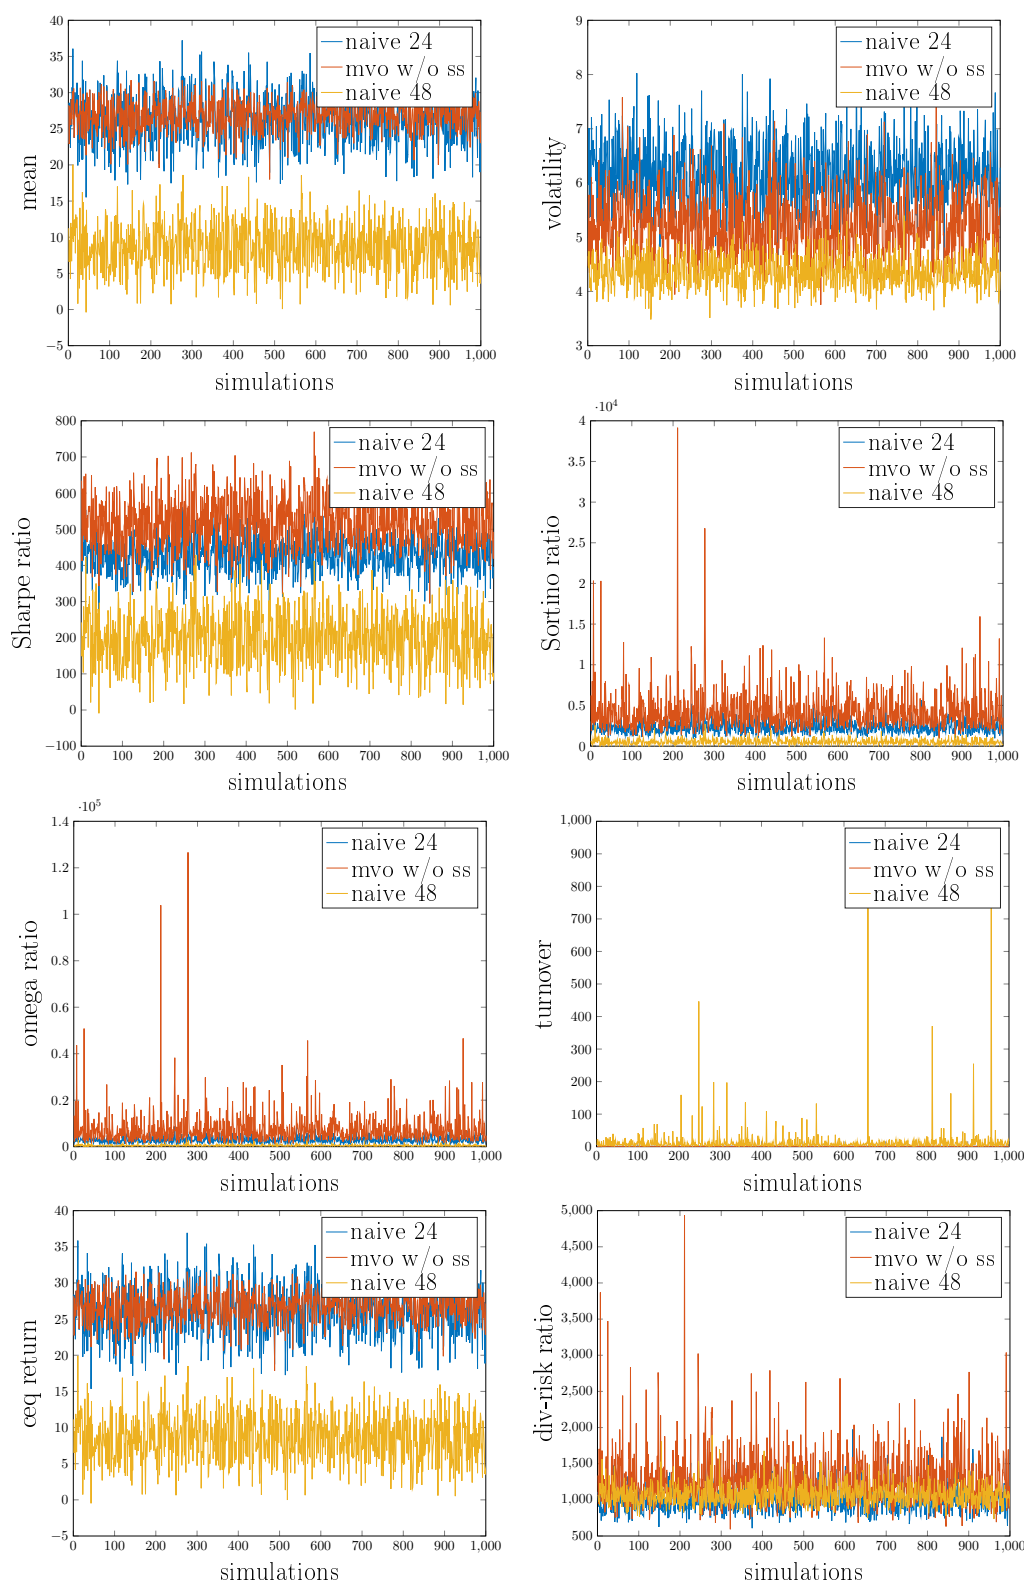 40
35
30
25
20
15
10
5
0
−5
0 100 200 300 400 500 600 700 800 900 1,000
simulations
mean
naive 24
mvo w/o ss
naive 48
9
8
7
6
5
4
3
0 100 200 300 400 500 600 700 800 900 1,000
simulations
volatility
naive 24
mvo w/o ss
naive 48
800
700
600
500
400
300
200
100
0
−100
0 100 200 300 400 500 600 700 800 900 1,000
simulations
Sharpe ratio
naive 24
mvo w/o ss
naive 48
·10⁴
4
3.5
3
2.5
2
1.5
1
0.5
0
0 100 200 300 400 500 600 700 800 900 1,000
simulations
Sortino ratio
naive 24
mvo w/o ss
naive 48
·10⁵
1.4
1.2
1
0.8
0.6
0.4
0.2
0
0 100 200 300 400 500 600 700 800 900 1,000
simulations
omega ratio
naive 24
mvo w/o ss
naive 48
1,000
900
800
700
600
500
400
300
200
100
0
0 100 200 300 400 500 600 700 800 900 1,000
simulations
turnover
naive 24
mvo w/o ss
naive 48
40
35
30
25
20
15
10
5
0
−5
0 100 200 300 400 500 600 700 800 900 1,000
simulations
ceq return
naive 24
mvo w/o ss
naive 48
5,000
4,500
4,000
3,500
3,000
2,500
2,000
1,500
1,000
500
0 100 200 300 400 500 600 700 800 900 1,000
simulations
div-risk ratio
naive 24
mvo w/o ss
naive 48